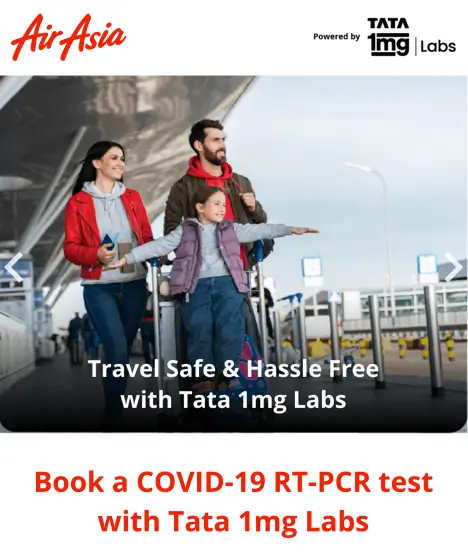 AirAsia
Powered by
TATA
1mg | Labs
Travel Safe & Hassle Free
with Tata 1mg Labs
Book a COVID-19 RT-PCR test
with Tata 1mg Labs